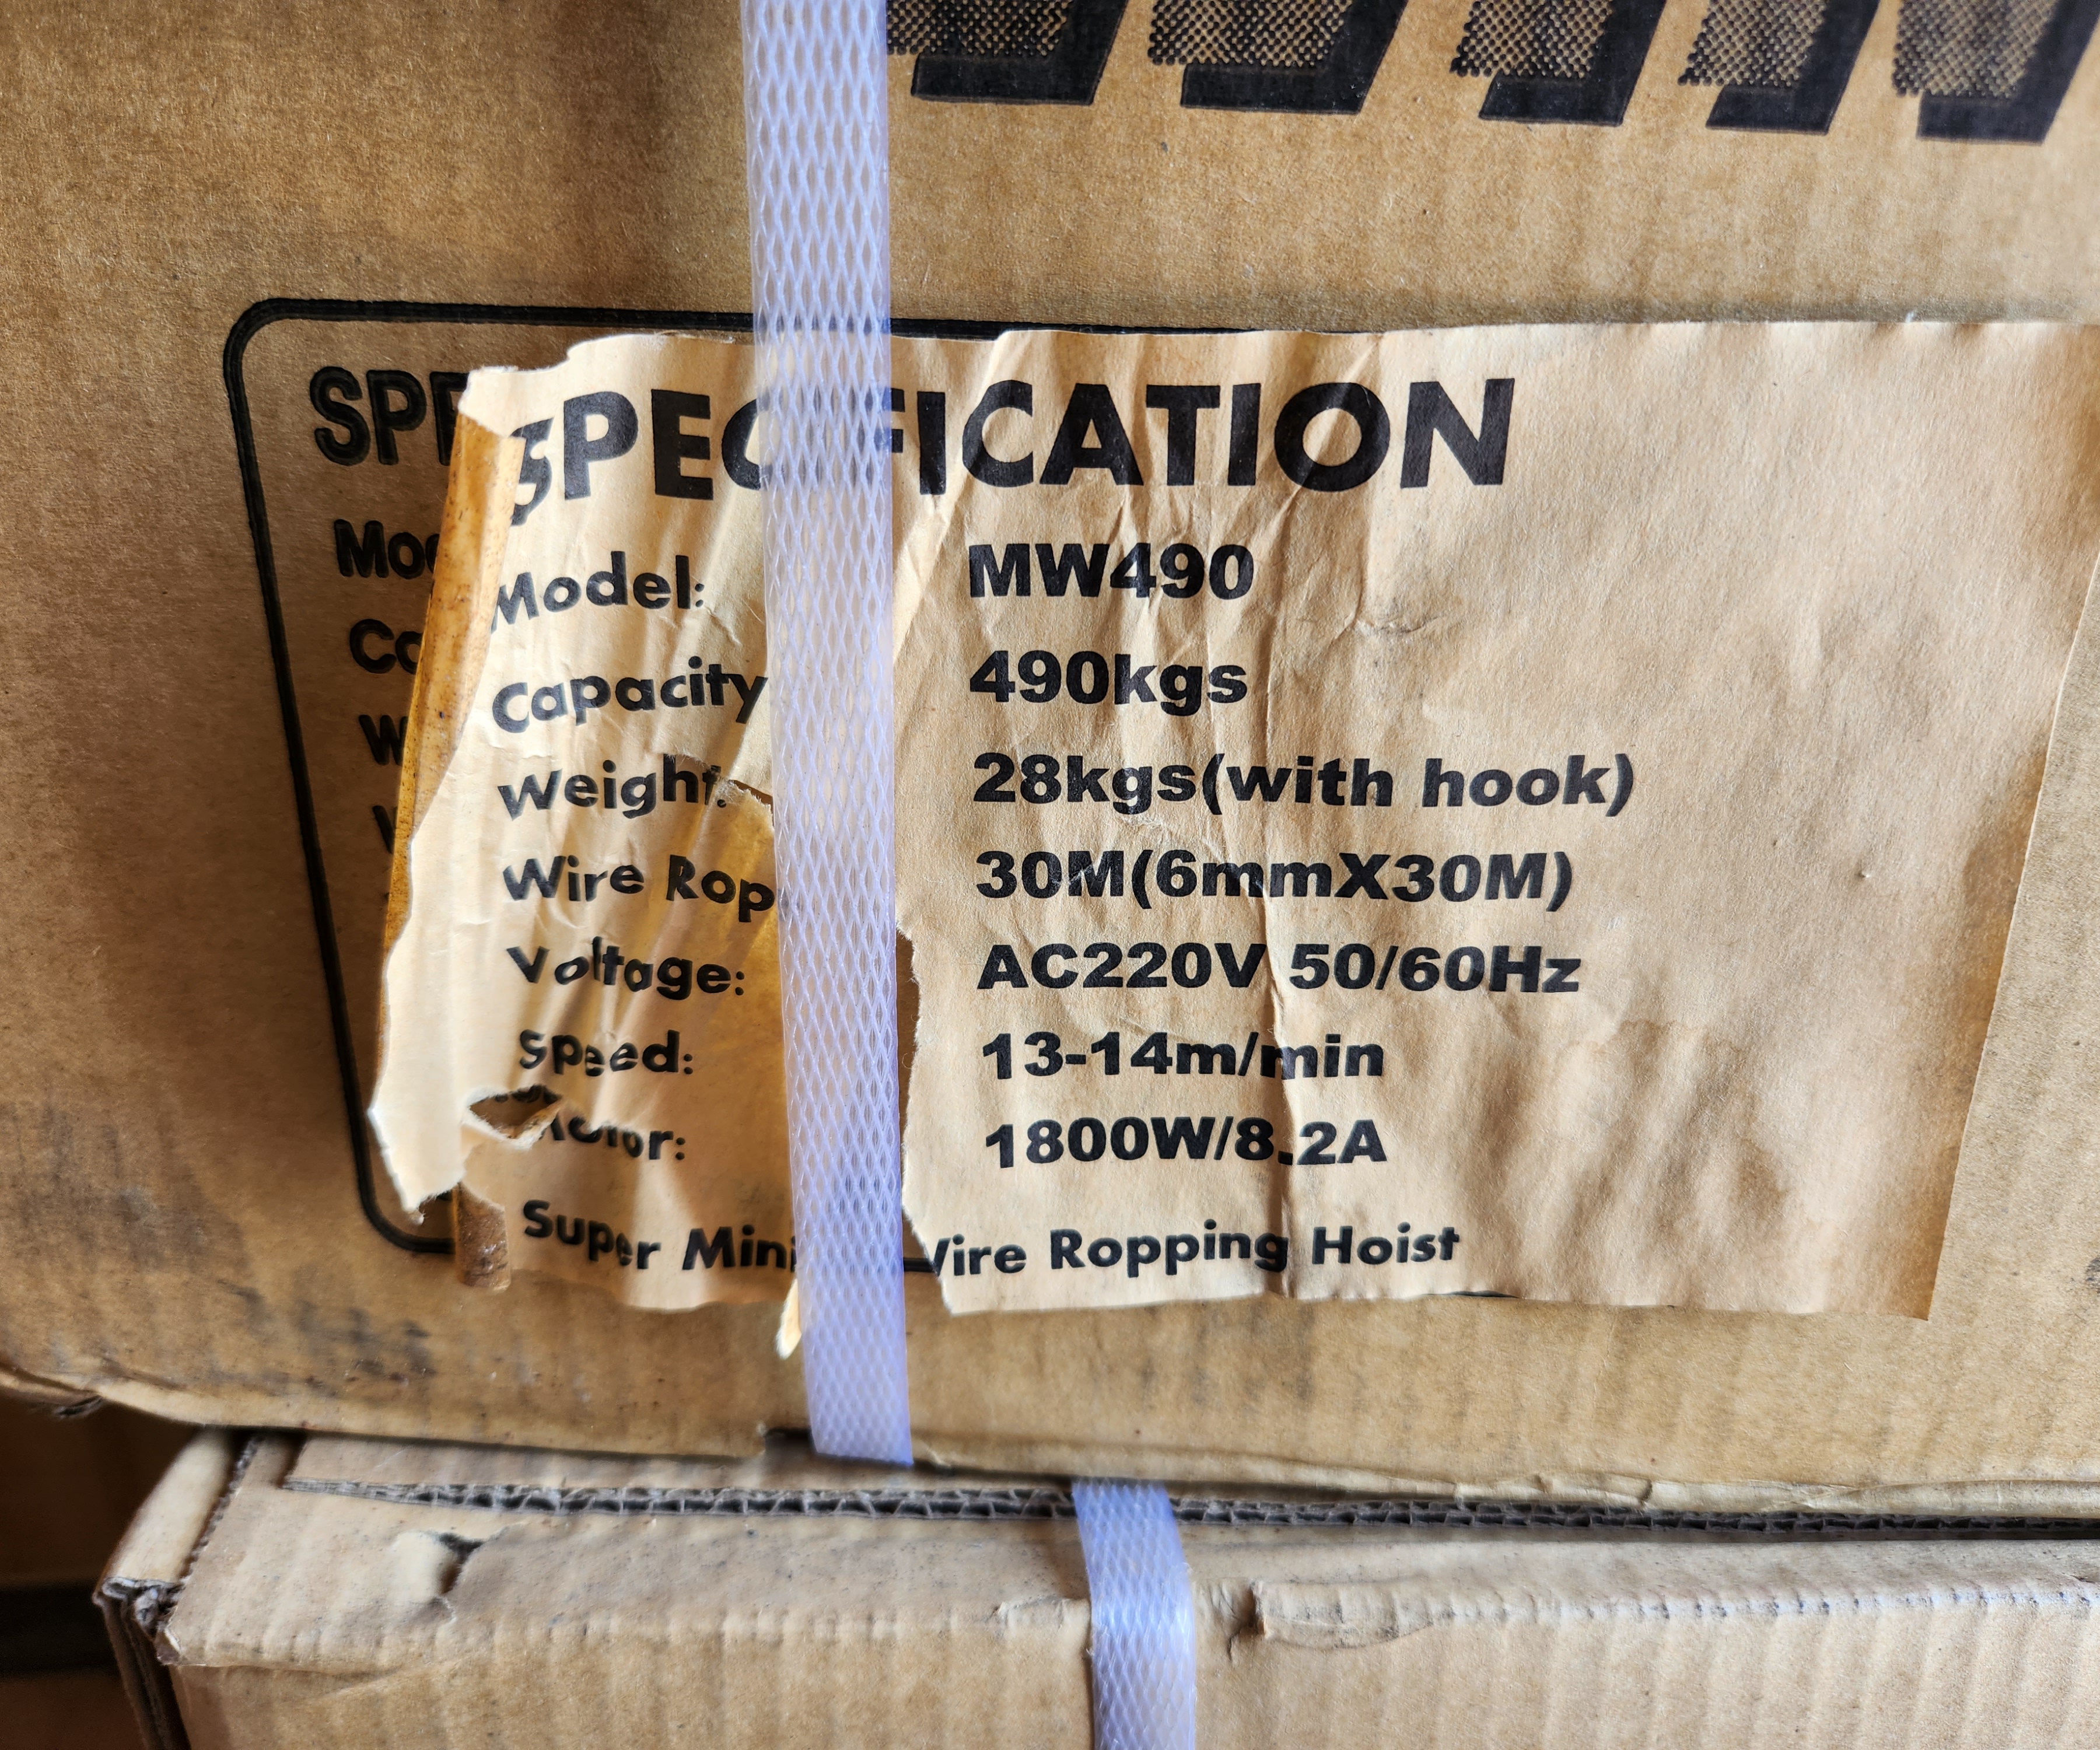 SPECIFICATION
Model: MW490
Capacity 490kgs
Weight: 28kgs(with hook)
Wire Rop 30M(6mmX30M)
Voltage: AC220V 50/60Hz
Speed: 13-14m/min
Motor: 1800W/8.2A
Super Mini Wire Ropping Hoist